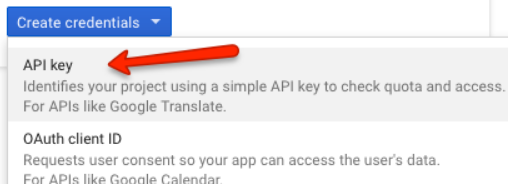 Create credentials
API key
Identifies your project using a simple API key to check quota and access.
For APIs like Google Translate.
OAuth client ID
Requests user consent so your app can access the user's data.
For APIs like Google Calendar.